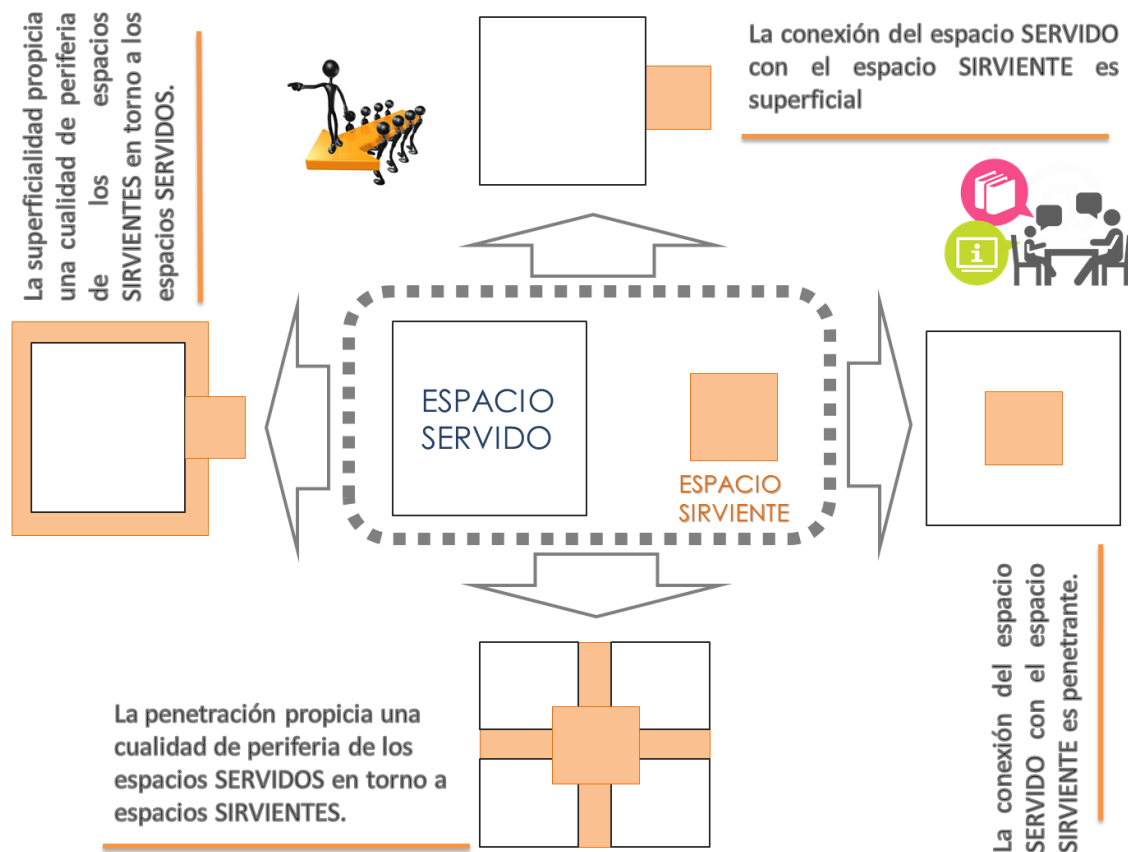 La superficialidad propicia
una cualidad de periferia
de los espacios
SIRVIENTES en torno a los
espacios SERVIDOS.
La conexión del espacio SERVIDO
con el espacio SIRVIENTE es
superficial
i
ESPACIO
SERVIDO
ESPACIO
SIRVIENTE
La conexión del espacio
SERVIDO con el espacio
SIRVIENTE es penetrante.
La penetración propicia una
cualidad de periferia de los
espacios SERVIDOS en torno a
espacios SIRVIENTES.